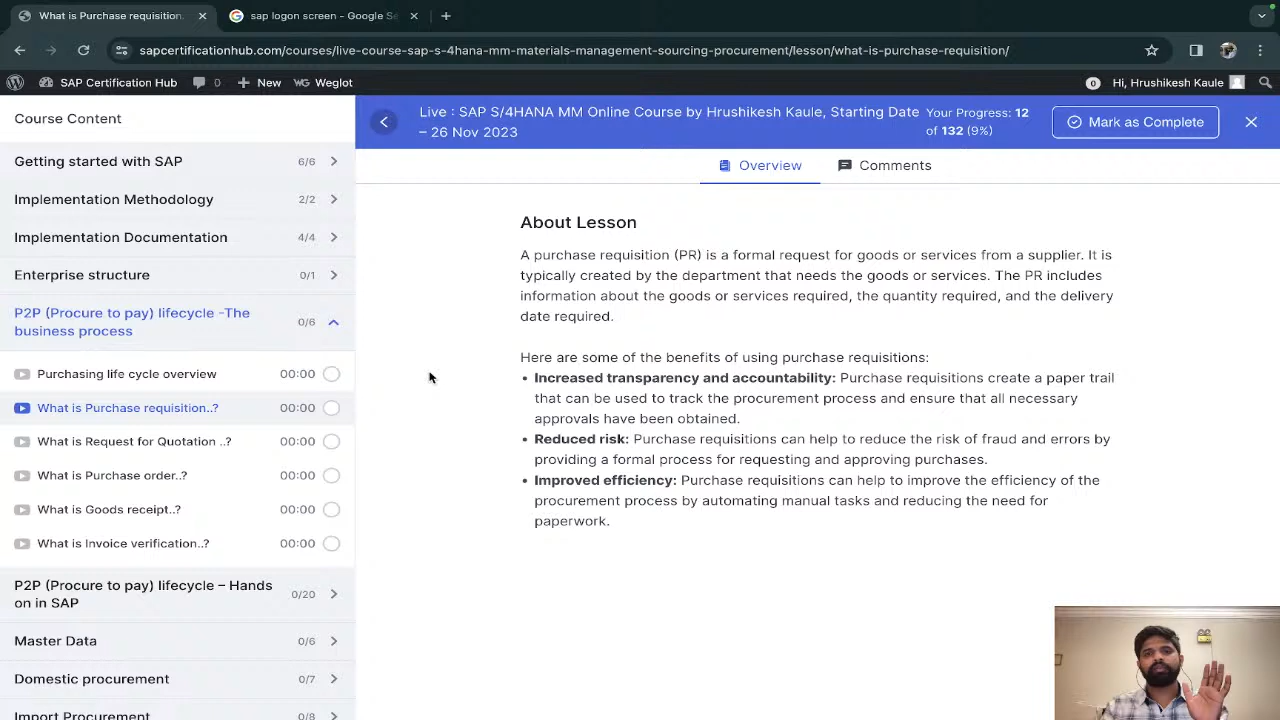 What is Purchase requisition.
sap logon screen - Google Se
sapcertificationhub.com/courses/live-course-sap-s-4hana-mm-materials-management-sourcing-procurement/lesson/what-is-purchase-requisition/
SAP Certification Hub 0 New WG Weglot 0 Hi, Hrushikesh Kaule
Course Content
Getting started with SAP 6/6
Implementation Methodology 2/2
Implementation Documentation 4/4
Enterprise structure 0/1
P2P (Procure to pay) lifecycle -The
business process 0/6
Purchasing life cycle overview 00:00
What is Purchase requisition..? 00:00
What is Request for Quotation ..? 00:00
What is Purchase order..? 00:00
What is Goods receipt..? 00:00
What is Invoice verification..? 00:00
P2P (Procure to pay) lifecycle – Hands
on in SAP 0/20
Master Data 0/6
Domestic procurement 0/7
Import Procurement 0/8
Live : SAP S/4HANA MM Online Course by Hrushikesh Kaule, Starting Date
– 26 Nov 2023
Your Progress: 12
of 132 (9%)
Mark as Complete
Overview Comments
About Lesson
A purchase requisition (PR) is a formal request for goods or services from a supplier. It is
typically created by the department that needs the goods or services. The PR includes
information about the goods or services required, the quantity required, and the delivery
date required.
Here are some of the benefits of using purchase requisitions:
• Increased transparency and accountability: Purchase requisitions create a paper trail
that can be used to track the procurement process and ensure that all necessary
approvals have been obtained.
• Reduced risk: Purchase requisitions can help to reduce the risk of fraud and errors by
providing a formal process for requesting and approving purchases.
• Improved efficiency: Purchase requisitions can help to improve the efficiency of the
procurement process by automating manual tasks and reducing the need for
paperwork.